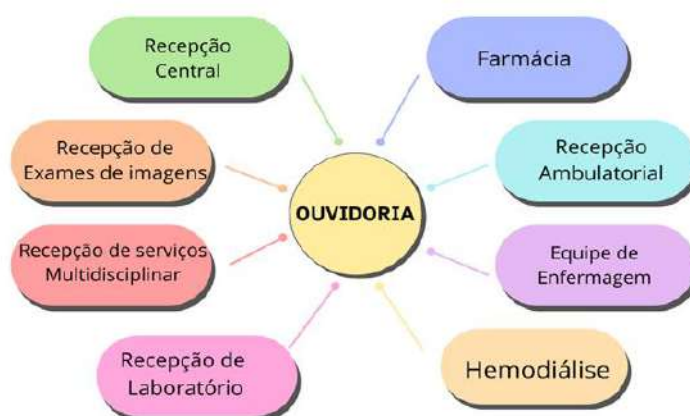 Recepção
Central
Farmácia
Recepção de
Exames de imagens
Recepção
Ambulatorial
OUVIDORIA
Recepção de serviços
Multidisciplinar
Equipe de
Enfermagem
Recepção de
Laboratório
Hemodiálise